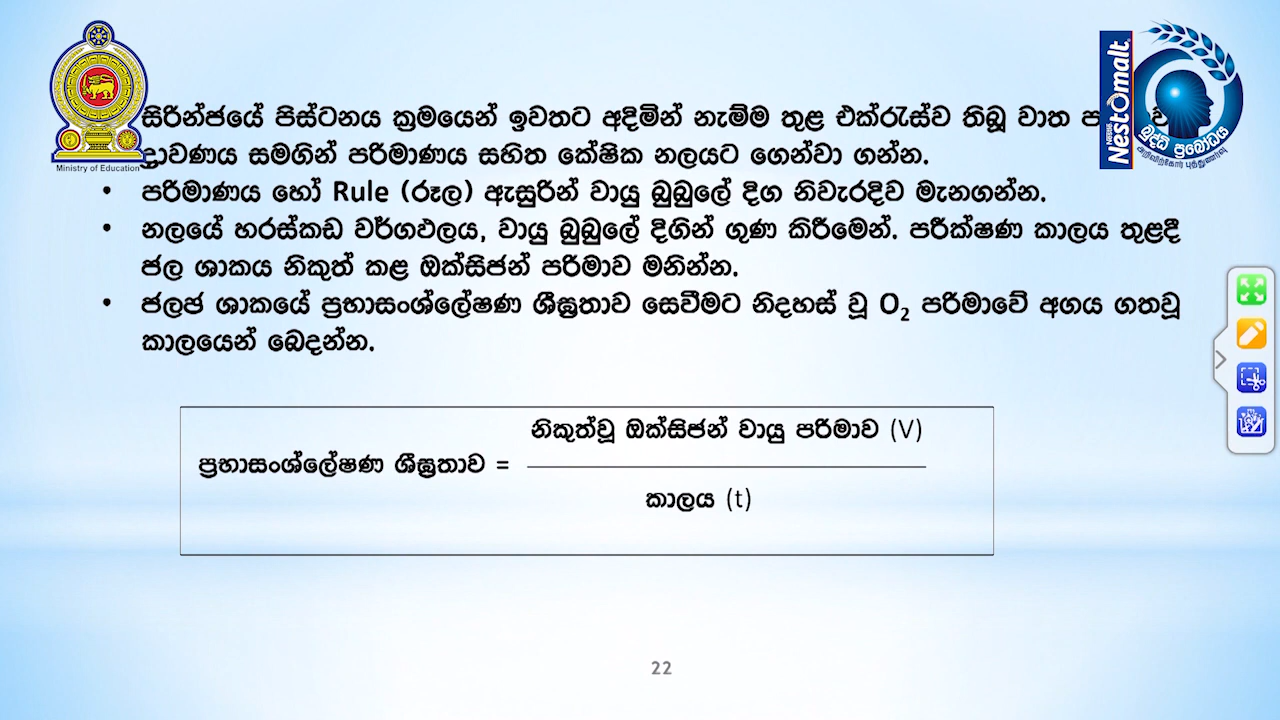 Ministry of Education
NESTLÉ Nestomalt
බුද්ධි ප්‍රබෝධය
සිරින්ජයේ පිස්ටනය ක්‍රමයෙන් ඉවතට අදිමින් නැම්ම තුළ එක්රැස්ව තිබූ වාත
ද්‍රාවණය සමගින් පරිමාණය සහිත කේෂික නලයට ගෙන්වා ගන්න.
• පරිමාණය හෝ Rule (රූල) ඇසුරින් වායු බුබුලේ දිග නිවැරදිව මැනගන්න.
• නලයේ හරස්කඩ වර්ගඵලය, වායු බුබුලේ දිගින් ගුණ කිරීමෙන්. පරීක්ෂණ කාලය තුළදී
ජල ශාකය නිකුත් කළ ඔක්සිජන් පරිමාව මනින්න.
• ජලජ ශාකයේ ප්‍රභාසංශ්ලේෂණ ශීඝ්‍රතාව සෙවීමට නිදහස් වූ O₂ පරිමාවේ අගය ගතවූ
කාලයෙන් බෙදන්න.
නිකුත්වූ ඔක්සිජන් වායු පරිමාව (V)
ප්‍රභාසංශ්ලේෂණ ශීඝ්‍රතාව =
කාලය (t)
22